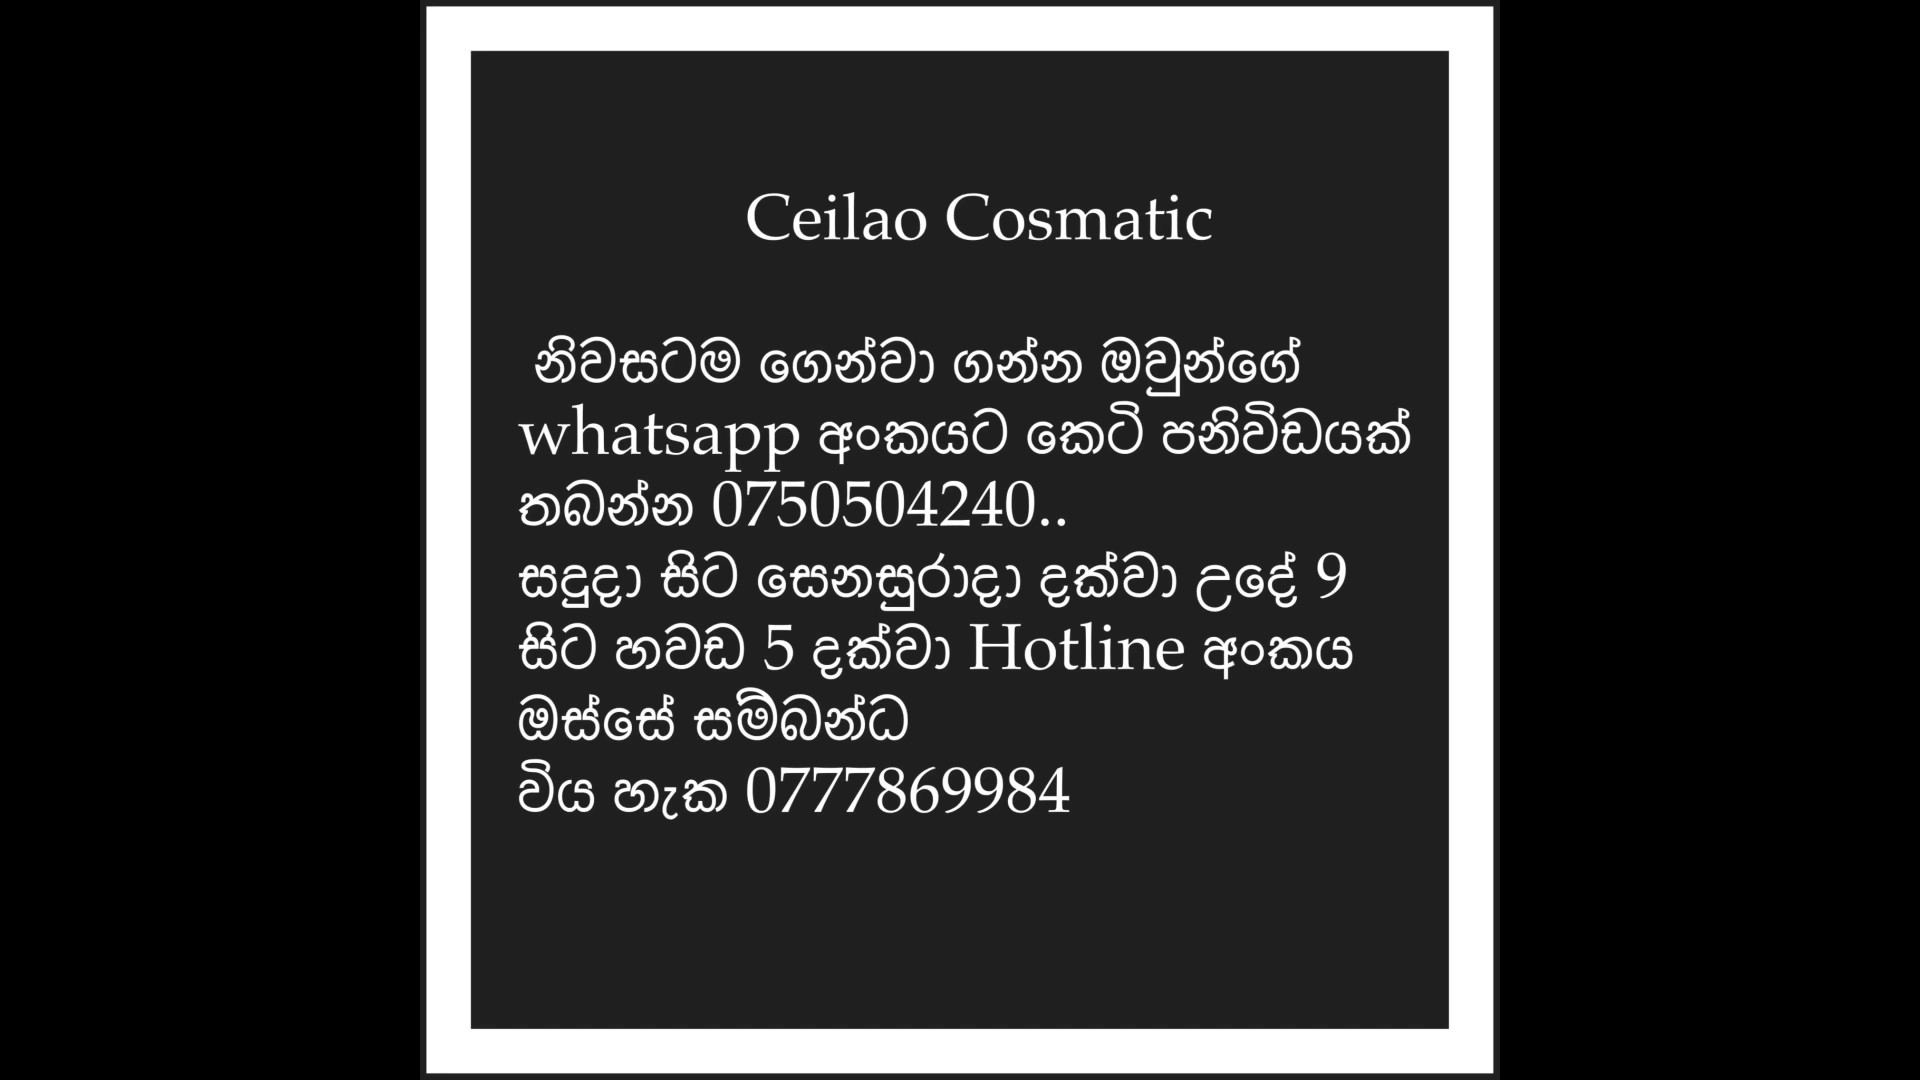 Ceilao Cosmatic
නිවසටම ගෙන්වා ගන්න ඔවුන්ගේ
whatsapp අංකයට කෙටි පනිවිඩයක්
තබන්න 0750504240..
සදුදා සිට සෙනසුරාදා දක්වා උදේ 9
සිට හවඩ 5 දක්වා Hotline අංකය
ඔස්සේ සම්බන්ධ
විය හැක 0777869984